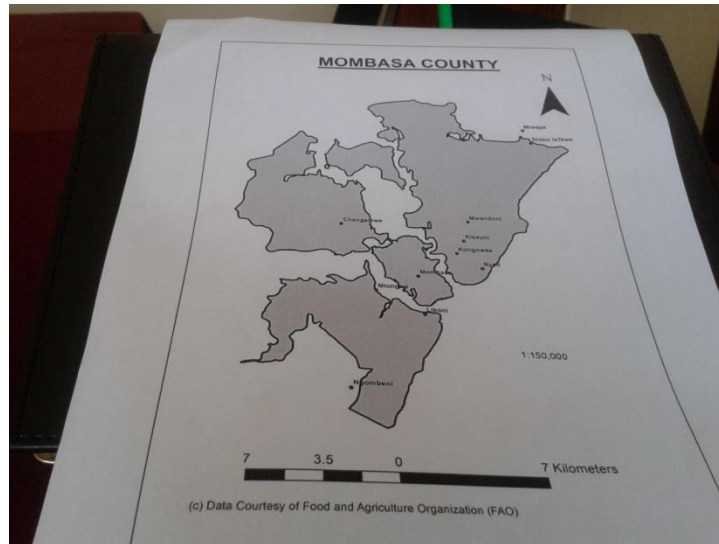 MOMBASA COUNTY
N
Mtwapa
Shimo la Tewa
Changamwe
Mwandoni
Kisauni
Kongowea
Nyali
Mtongwe
Likoni
1:150,000
Ngombeni
7 3.5 0 7 Kilometers
(c) Data Courtesy of Food and Agriculture Organization (FAO)